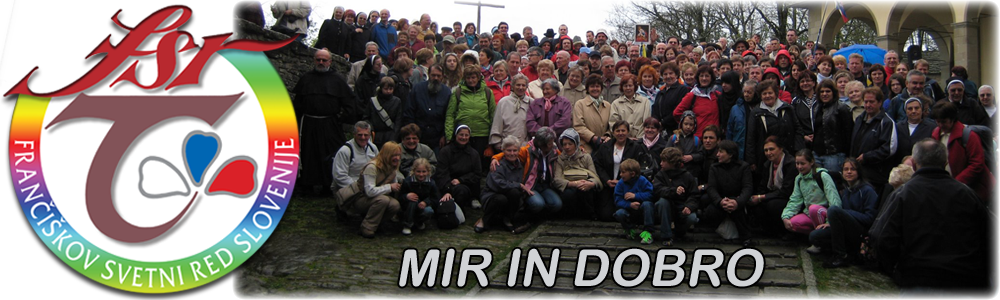 fsr
FRANČIŠKOV SVETNI RED SLOVENIJE
MIR IN DOBRO